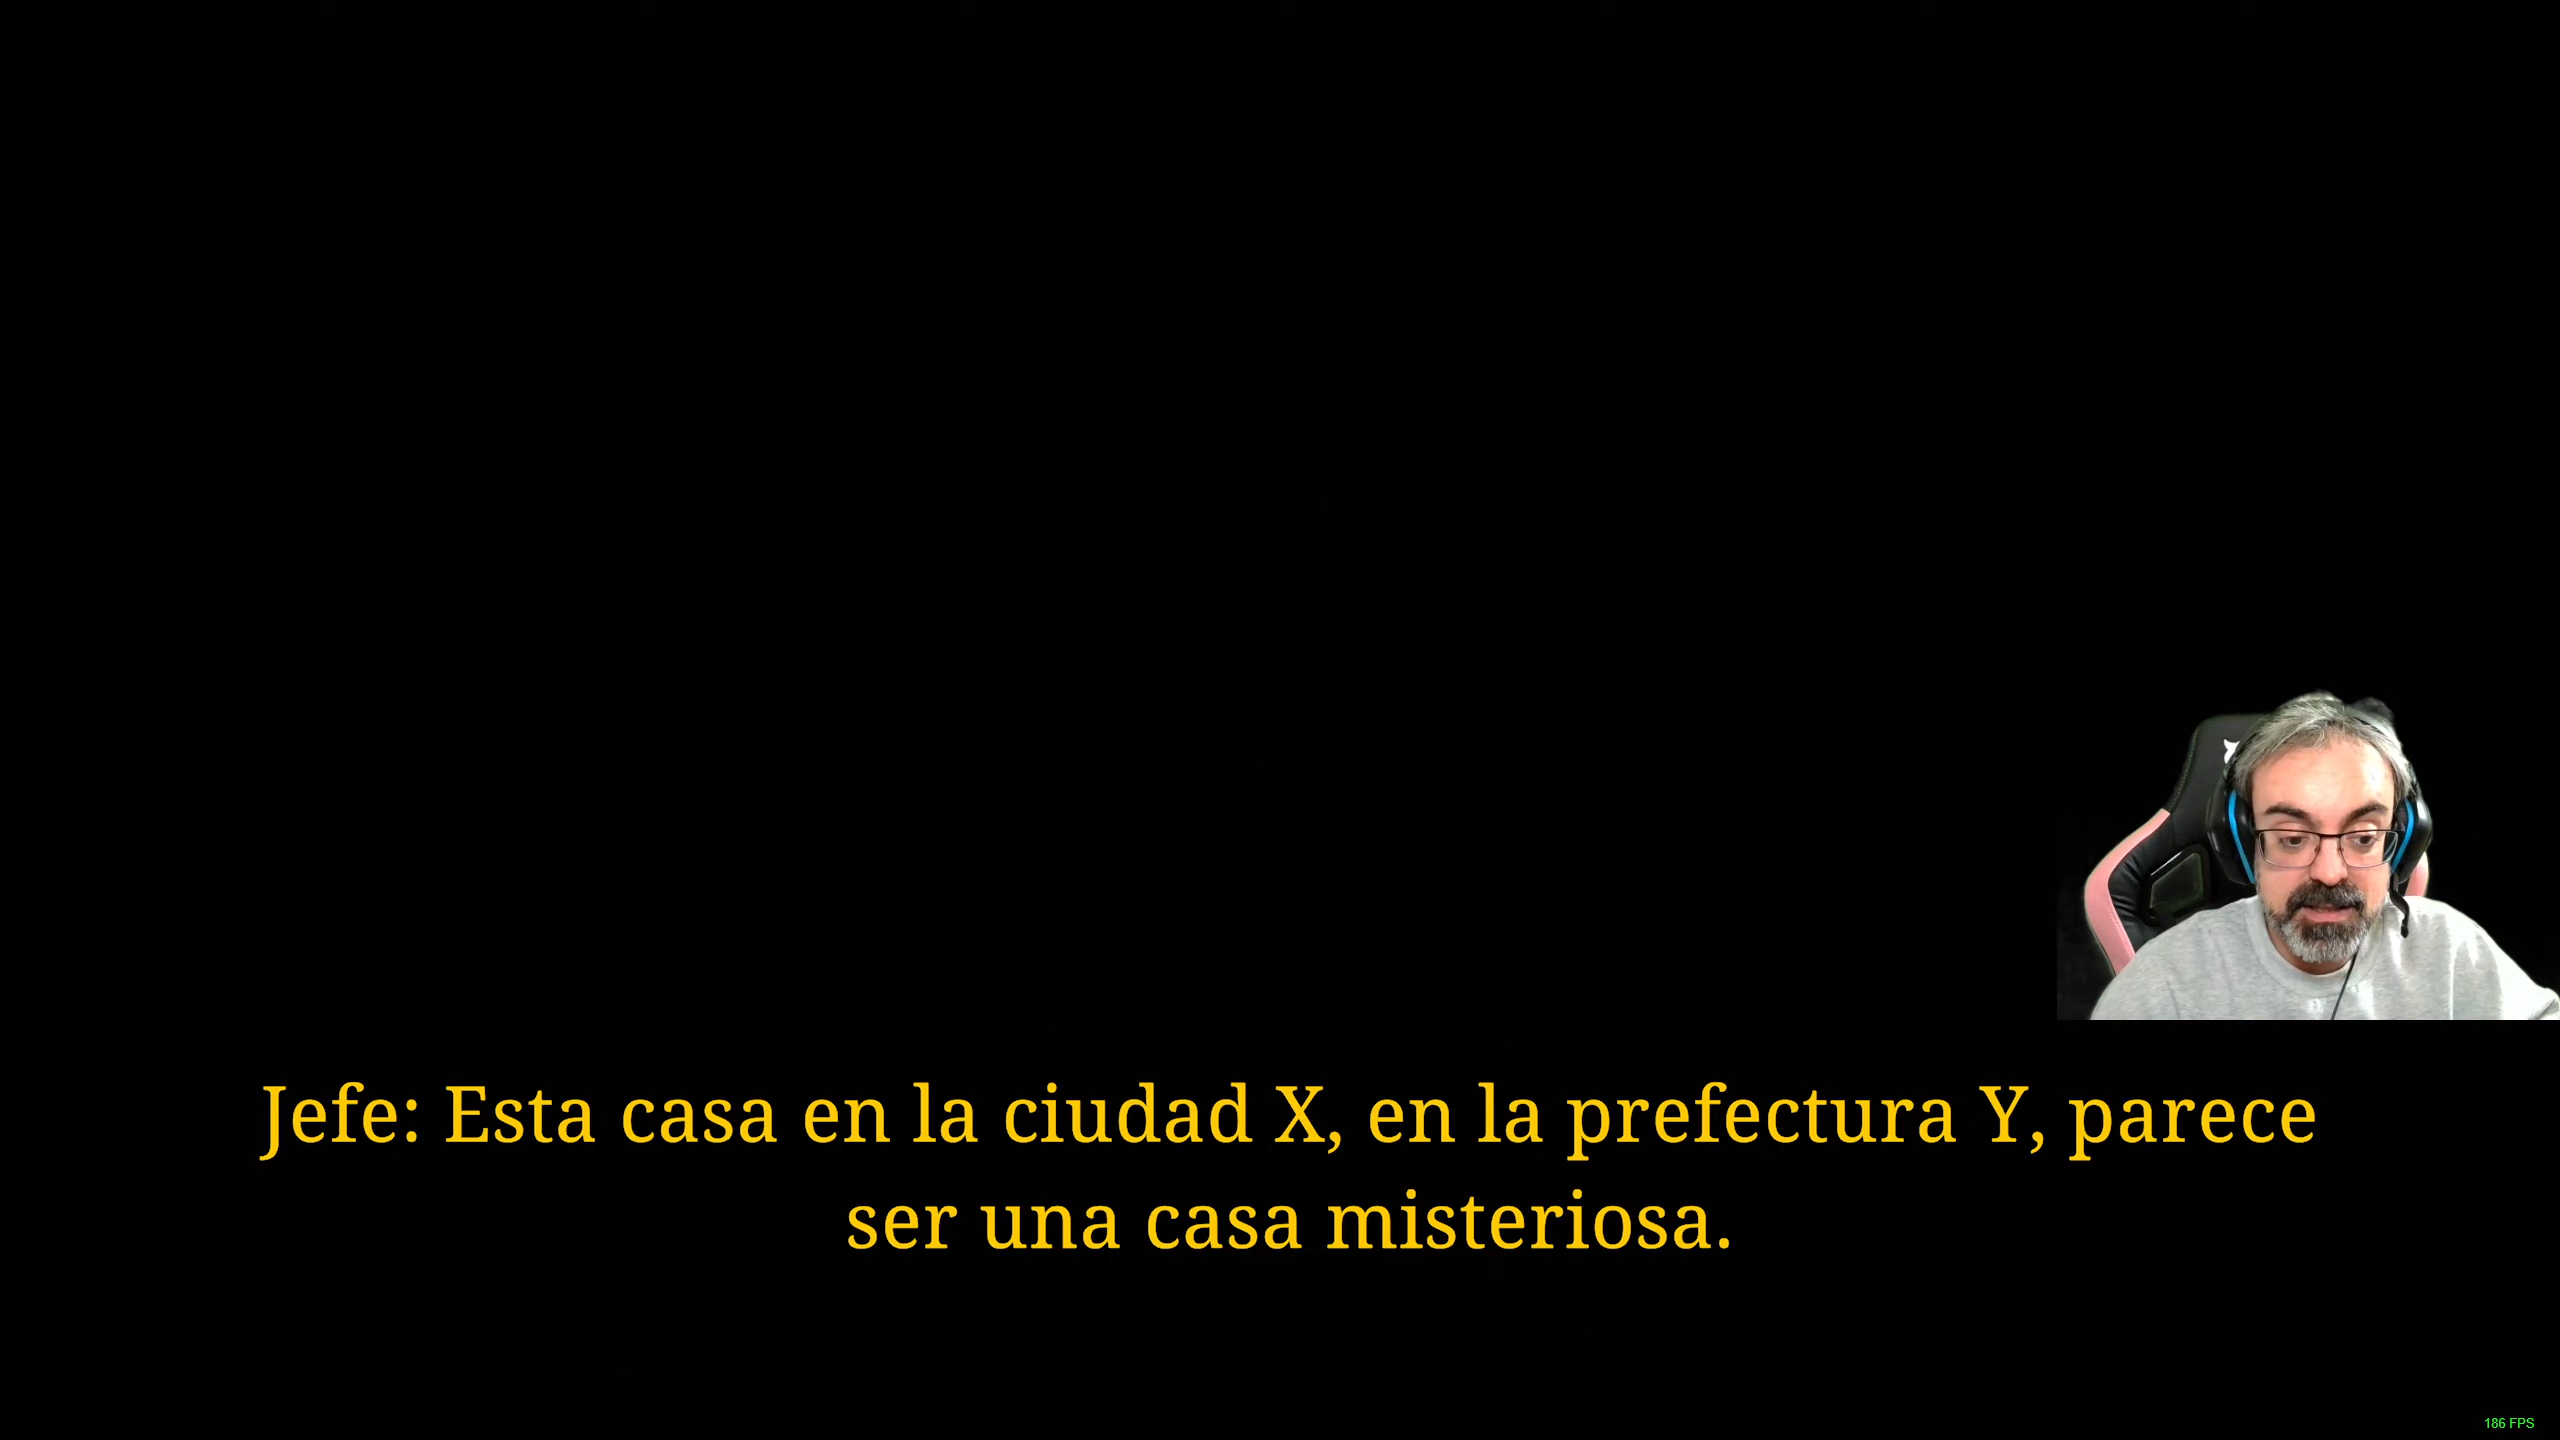 Jefe: Esta casa en la ciudad X, en la prefectura Y, parece
ser una casa misteriosa.
186 FPS